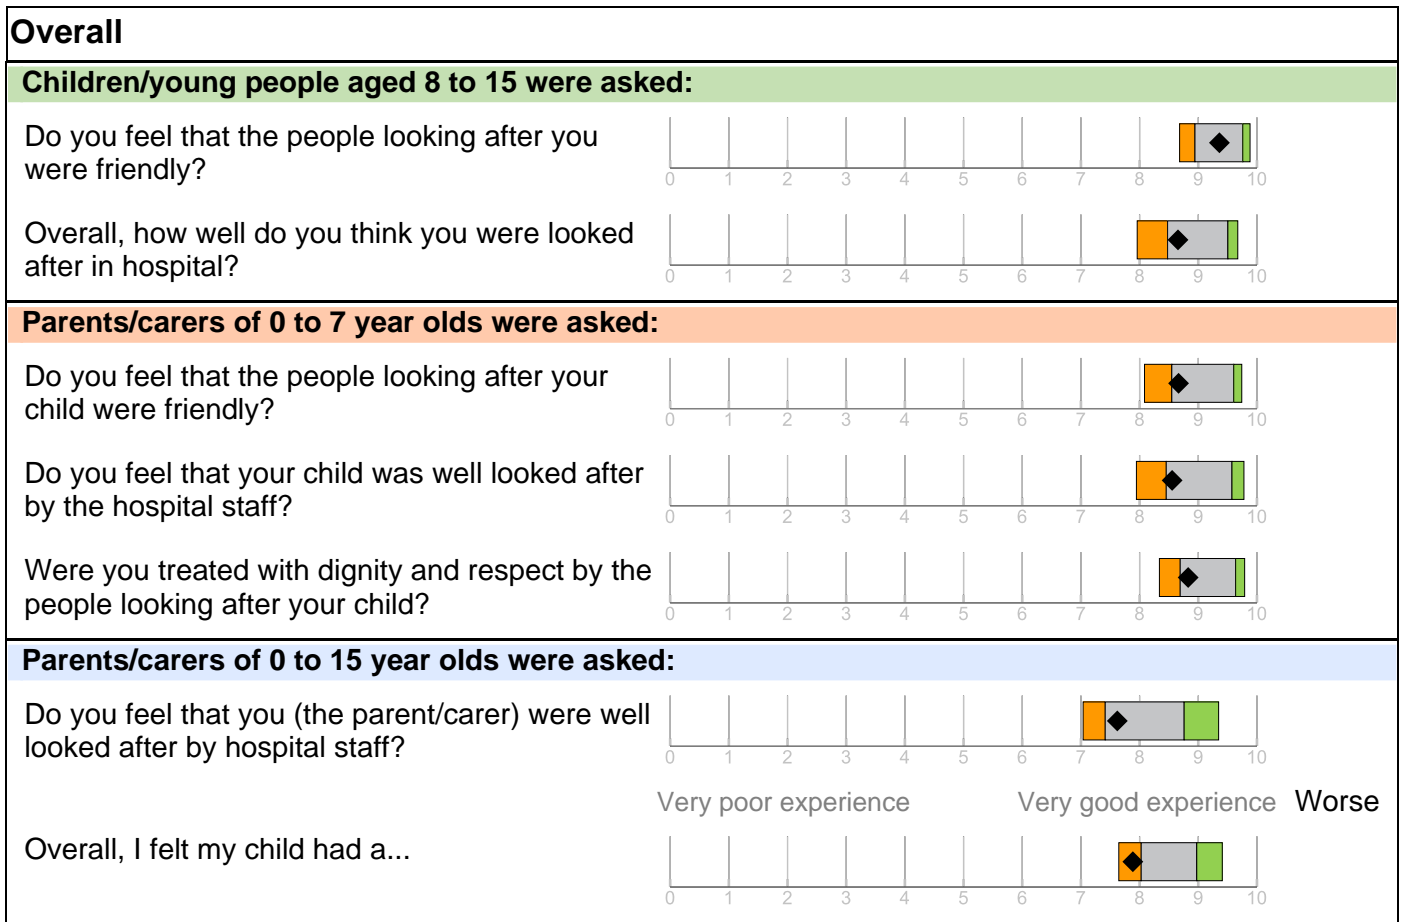 Overall
Children/young people aged 8 to 15 were asked:
Do you feel that the people looking after you
were friendly?
0 1 2 3 4 5 6 7 8 9 10
Overall, how well do you think you were looked
after in hospital?
0 1 2 3 4 5 6 7 8 9 10
Parents/carers of 0 to 7 year olds were asked:
Do you feel that the people looking after your
child were friendly?
0 1 2 3 4 5 6 7 8 9 10
Do you feel that your child was well looked after
by the hospital staff?
0 1 2 3 4 5 6 7 8 9 10
Were you treated with dignity and respect by the
people looking after your child?
0 1 2 3 4 5 6 7 8 9 10
Parents/carers of 0 to 15 year olds were asked:
Do you feel that you (the parent/carer) were well
looked after by hospital staff?
0 1 2 3 4 5 6 7 8 9 10
Very poor experience Very good experience Worse
Overall, I felt my child had a...
0 1 2 3 4 5 6 7 8 9 10